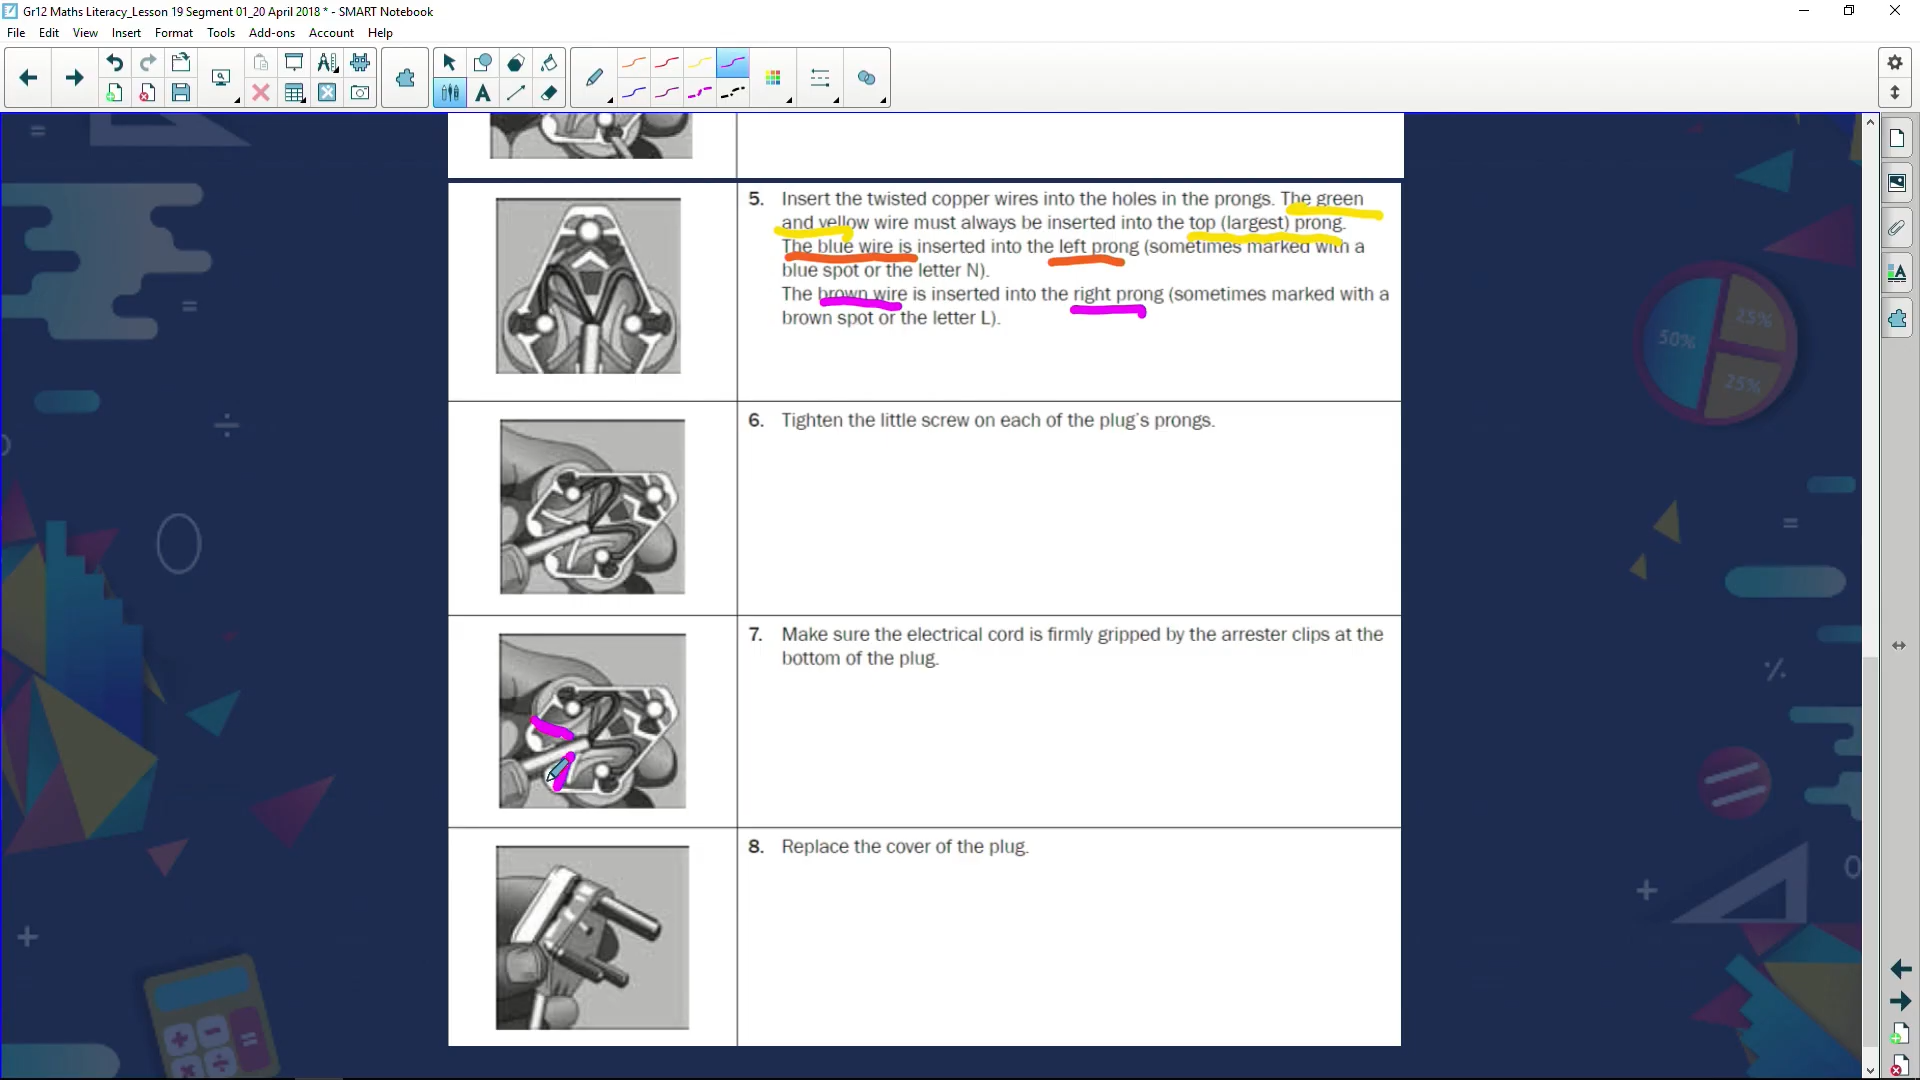 Gr12 Maths Literacy_Lesson 19 Segment 01_20 April 2018 * - SMART Notebook
File Edit View Insert Format Tools Add-ons Account Help
5. Insert the twisted copper wires into the holes in the prongs. The green
and yellow wire must always be inserted into the top (largest) prong.
The blue wire is inserted into the left prong (sometimes marked with a
blue spot or the letter N).
The brown wire is inserted into the right prong (sometimes marked with a
brown spot or the letter L).
6. Tighten the little screw on each of the plug's prongs.
7. Make sure the electrical cord is firmly gripped by the arrester clips at the
bottom of the plug.
8. Replace the cover of the plug.
50%
25%
25%